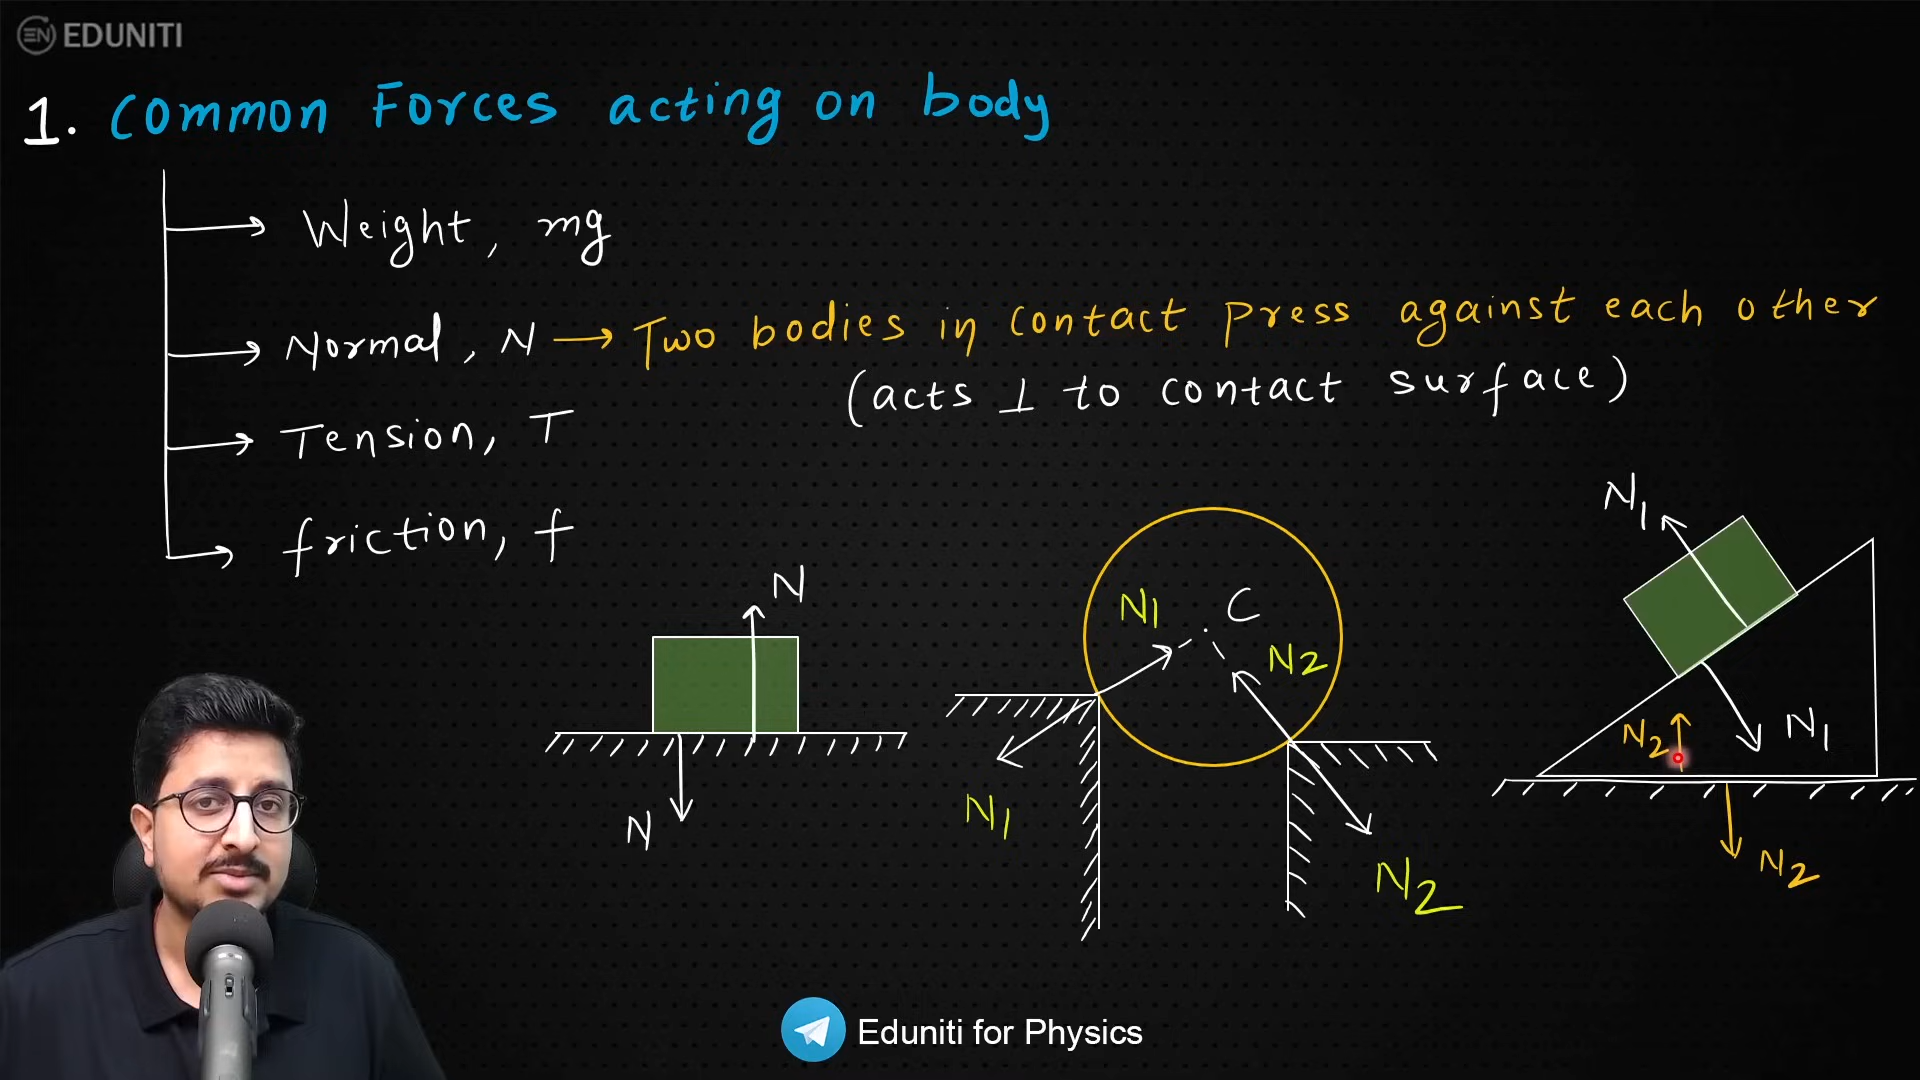 EN EDUNITI
1. Common Forces acting on body
Weight, mg
Normal, N → Two bodies in contact press against each other
(acts ⊥ to contact surface)
Tension, T
friction, f
N
N
N1
C
N2
N1
N2
N1
N1
N2
N2
Eduniti for Physics